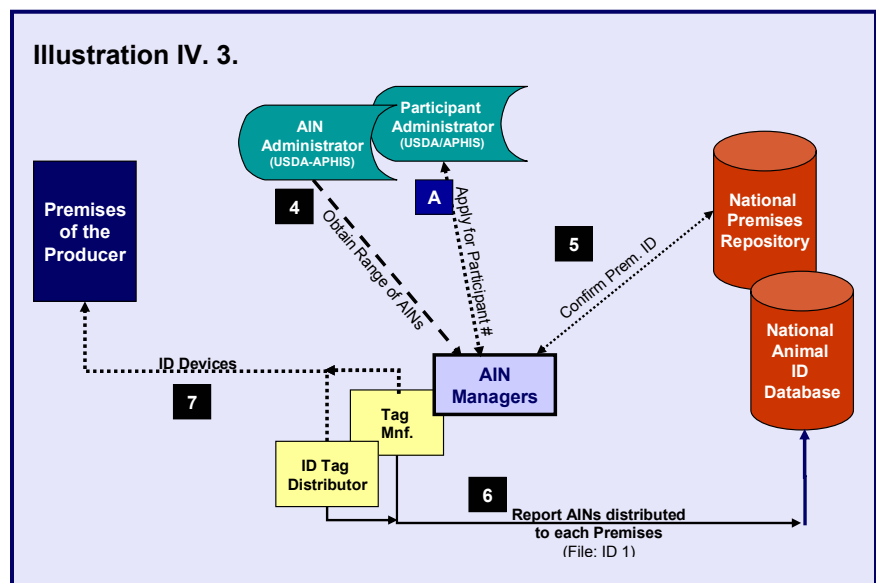 Illustration IV. 3.
AIN
Administrator
(USDA-APHIS)
Participant
Administrator
(USDA/APHIS)
Premises
of the
Producer
4
A
5
National
Premises
Repository
Obtain Range of AINs
Apply for Participant #
Confirm Prem. ID
National
Animal
ID
Database
ID Devices
7
AIN
Managers
Tag
Mnf.
ID Tag
Distributor
6
Report AINs distributed
to each Premises
(File: ID 1)